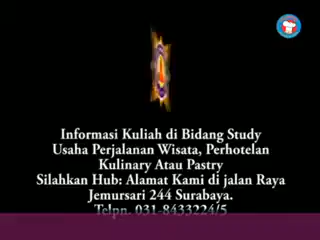 Informasi Kuliah di Bidang Study
Usaha Perjalanan Wisata, Perhotelan
Kulinary Atau Pastry
Silahkan Hub: Alamat Kami di jalan Raya
Jemursari 244 Surabaya.
Telpn. 031-8433224/5